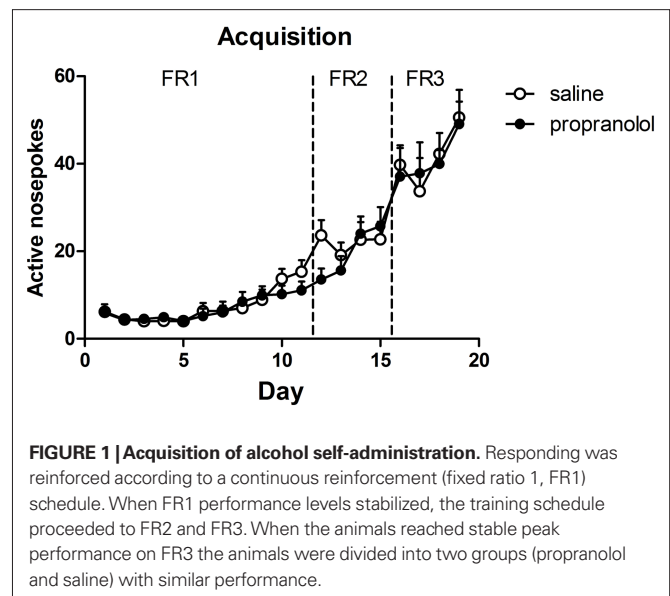 Acquisition
60
FR1
FR2
FR3
saline
propranolol
40
Active nosepokes
20
0
0
5
10
15
20
Day
FIGURE 1 | Acquisition of alcohol self-administration. Responding was
reinforced according to a continuous reinforcement (fixed ratio 1, FR1)
schedule. When FR1 performance levels stabilized, the training schedule
proceeded to FR2 and FR3. When the animals reached stable peak
performance on FR3 the animals were divided into two groups (propranolol
and saline) with similar performance.